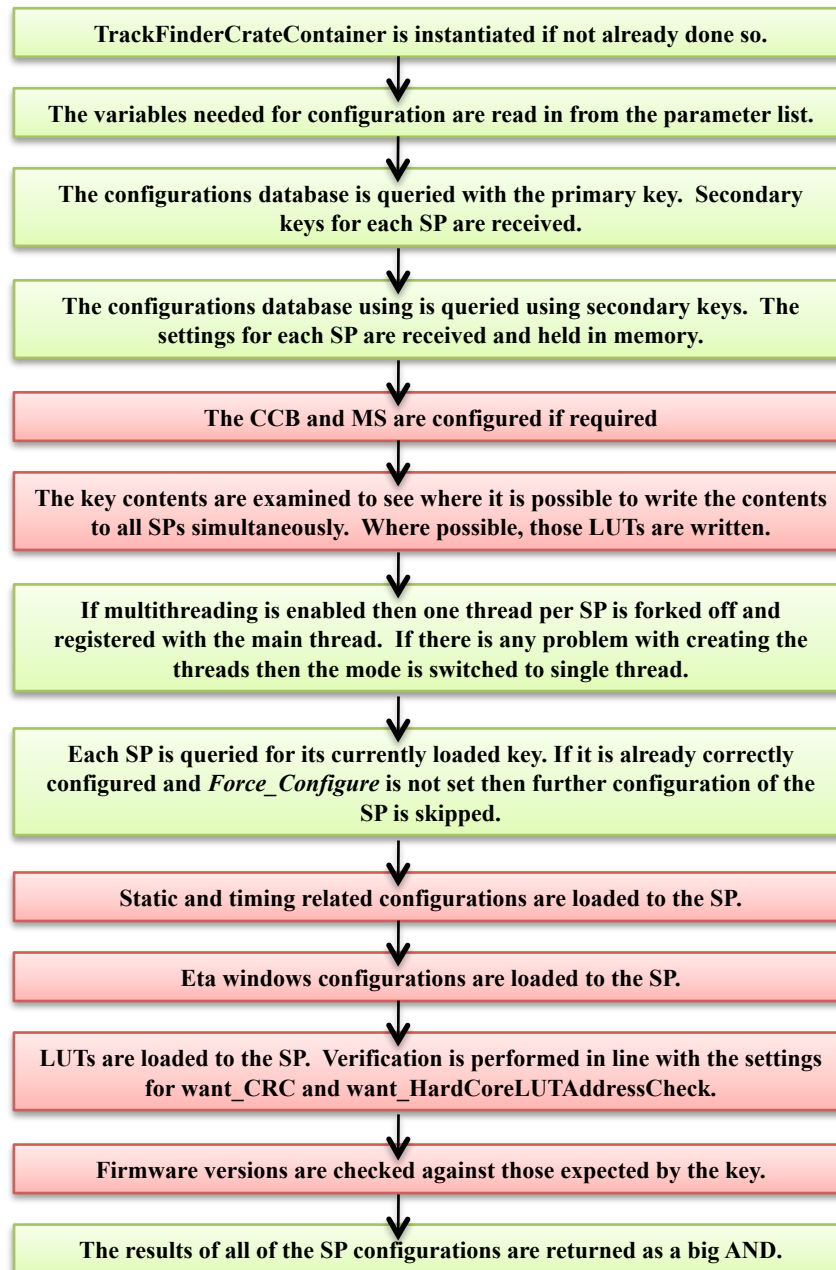 TrackFinderCrateContainer is instantiated if not already done so.
The variables needed for configuration are read in from the parameter list.
The configurations database is queried with the primary key. Secondary
keys for each SP are received.
The configurations database using is queried using secondary keys. The
settings for each SP are received and held in memory.
The CCB and MS are configured if required
The key contents are examined to see where it is possible to write the contents
to all SPs simultaneously. Where possible, those LUTs are written.
If multithreading is enabled then one thread per SP is forked off and
registered with the main thread. If there is any problem with creating the
threads then the mode is switched to single thread.
Each SP is queried for its currently loaded key. If it is already correctly
configured and Force_Configure is not set then further configuration of the
SP is skipped.
Static and timing related configurations are loaded to the SP.
Eta windows configurations are loaded to the SP.
LUTs are loaded to the SP. Verification is performed in line with the settings
for want_CRC and want_HardCoreLUTAddressCheck.
Firmware versions are checked against those expected by the key.
The results of all of the SP configurations are returned as a big AND.